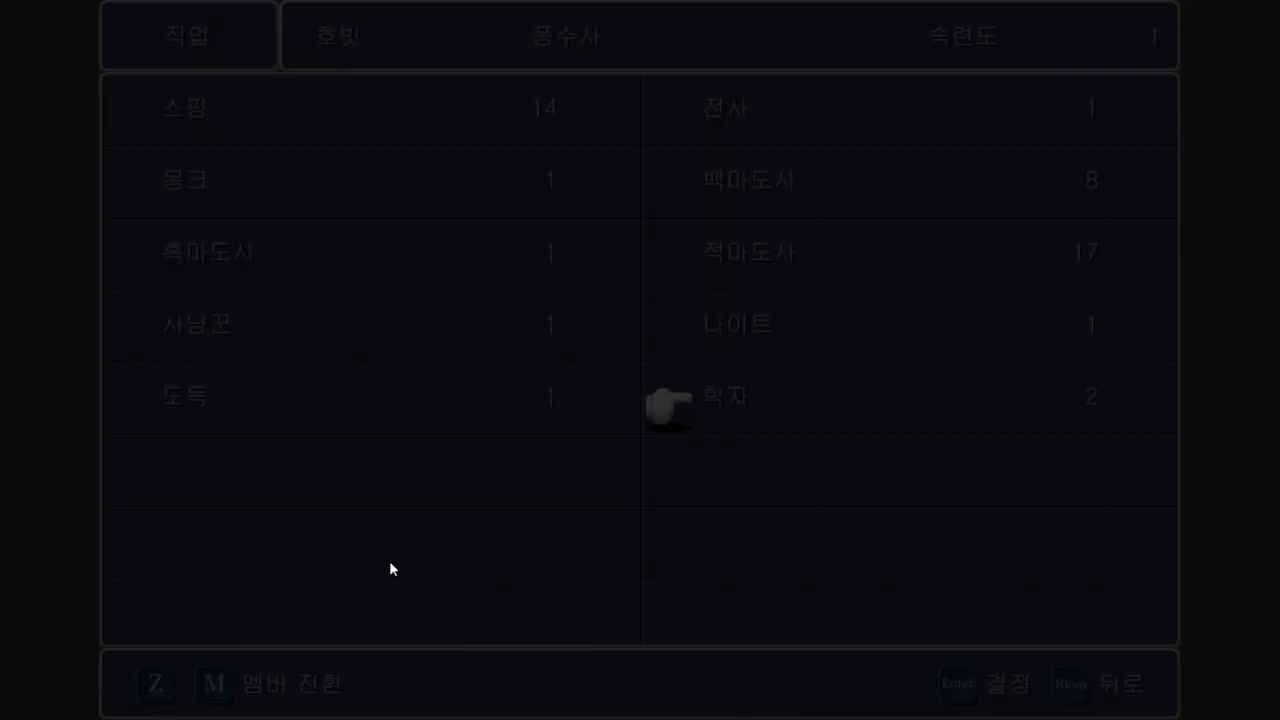 직업 호빗 풍수사 숙련도 1
스핑 14 전사 1
몽크 1 백마도사 8
흑마도사 1 적마도사 17
사냥꾼 1 나이트 1
도둑 1 학자 2
Z M 멤버 전환 Enter 결정 Bksp 뒤로